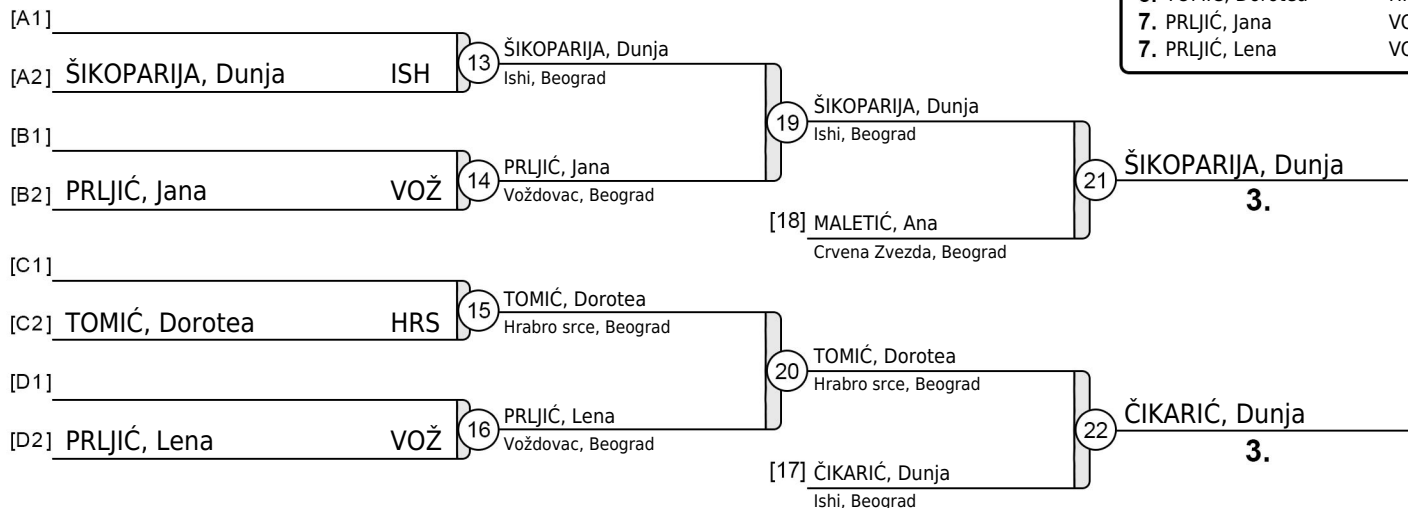 [A1]
[A2] ŠIKOPARIJA, Dunja ISH
13
ŠIKOPARIJA, Dunja
Ishi, Beograd
[B1]
[B2] PRLJIĆ, Jana VOŽ
14
PRLJIĆ, Jana
Voždovac, Beograd
19
ŠIKOPARIJA, Dunja
Ishi, Beograd
[18] MALETIĆ, Ana
Crvena Zvezda, Beograd
21
ŠIKOPARIJA, Dunja
3.
[C1]
[C2] TOMIĆ, Dorotea HRS
15
TOMIĆ, Dorotea
Hrabro srce, Beograd
[D1]
[D2] PRLJIĆ, Lena VOŽ
16
PRLJIĆ, Lena
Voždovac, Beograd
20
TOMIĆ, Dorotea
Hrabro srce, Beograd
[17] ČIKARIĆ, Dunja
Ishi, Beograd
22
ČIKARIĆ, Dunja
3.
7. PRLJIĆ, Jana
7. PRLJIĆ, Lena